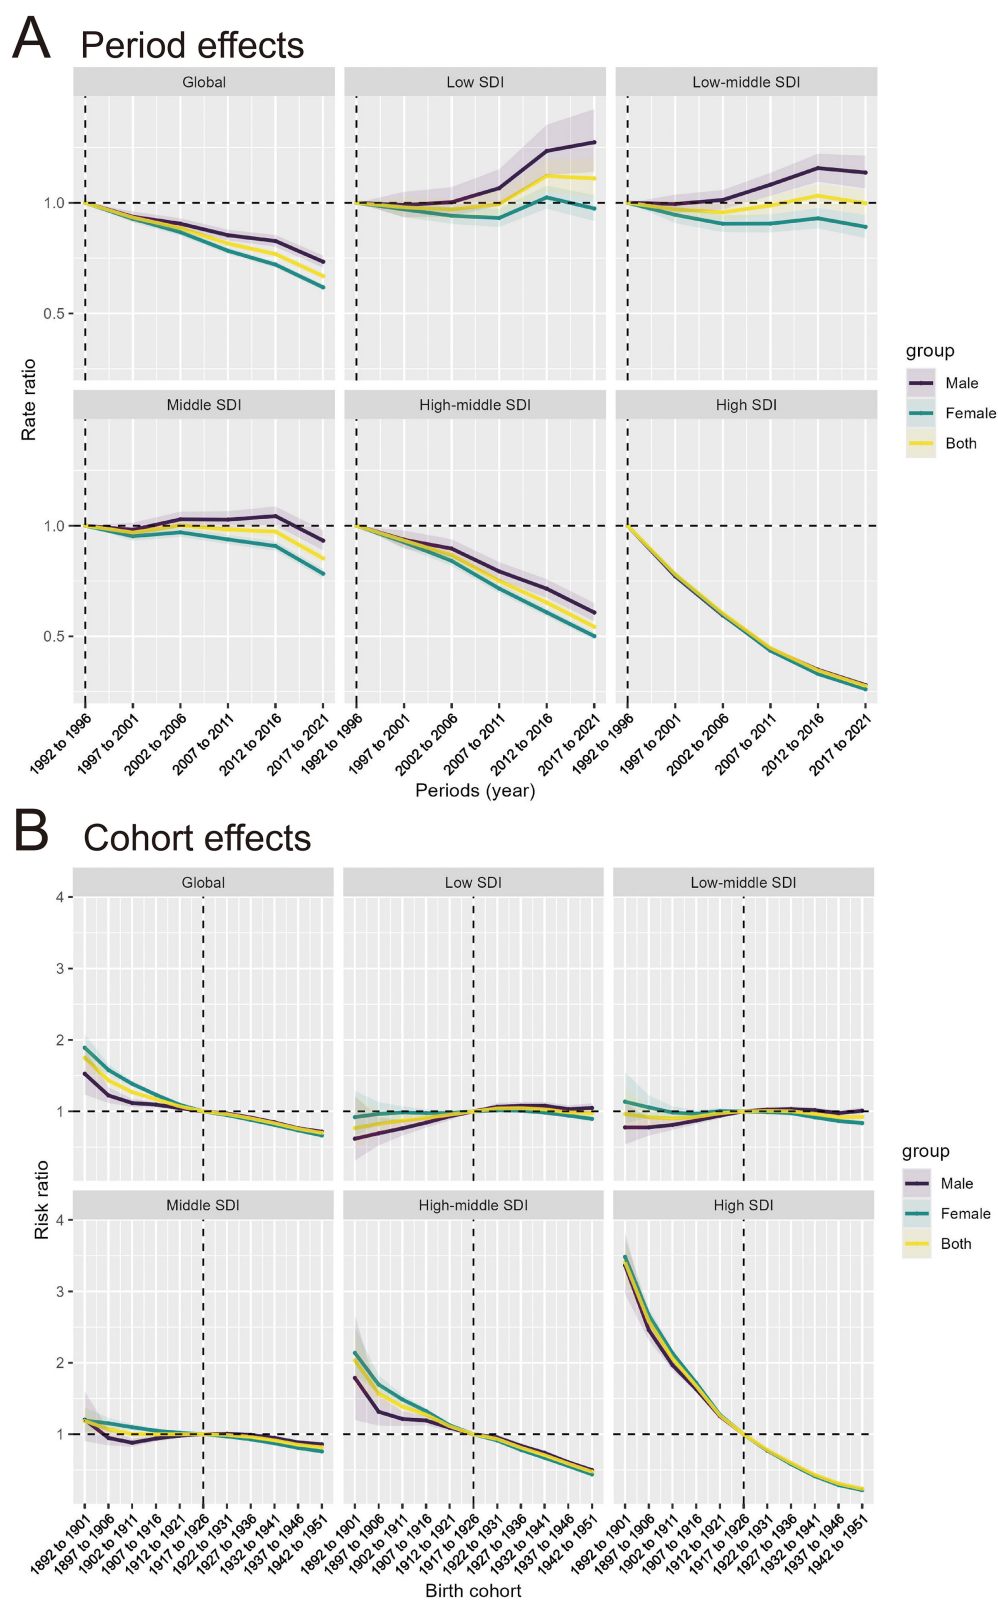 A Period effects
Global Low SDI Low-middle SDI
1.0
0.5
Middle SDI High-middle SDI High SDI
1.0
0.5
Rate ratio
1992 to 1996 1997 to 2001 2002 to 2006 2007 to 2011 2012 to 2016 2017 to 2021 1992 to 1996 1997 to 2001 2002 to 2006 2007 to 2011 2012 to 2016 2017 to 2021 1992 to 1996 1997 to 2001 2002 to 2006 2007 to 2011 2012 to 2016 2017 to 2021
Periods (year)
group
Male
Female
Both
B Cohort effects
Global Low SDI Low-middle SDI
4
3
2
1
Middle SDI High-middle SDI High SDI
4
3
2
1
Risk ratio
1892 to 1901 1897 to 1906 1902 to 1911 1907 to 1916 1912 to 1921 1917 to 1926 1922 to 1931 1927 to 1936 1932 to 1941 1937 to 1946 1942 to 1951 1892 to 1901 1897 to 1906 1902 to 1911 1907 to 1916 1912 to 1921 1917 to 1926 1922 to 1931 1927 to 1936 1932 to 1941 1937 to 1946 1942 to 1951 1892 to 1901 1897 to 1906 1902 to 1911 1907 to 1916 1912 to 1921 1917 to 1926 1922 to 1931 1927 to 1936 1932 to 1941 1937 to 1946 1942 to 1951
Birth cohort
group
Male
Female
Both